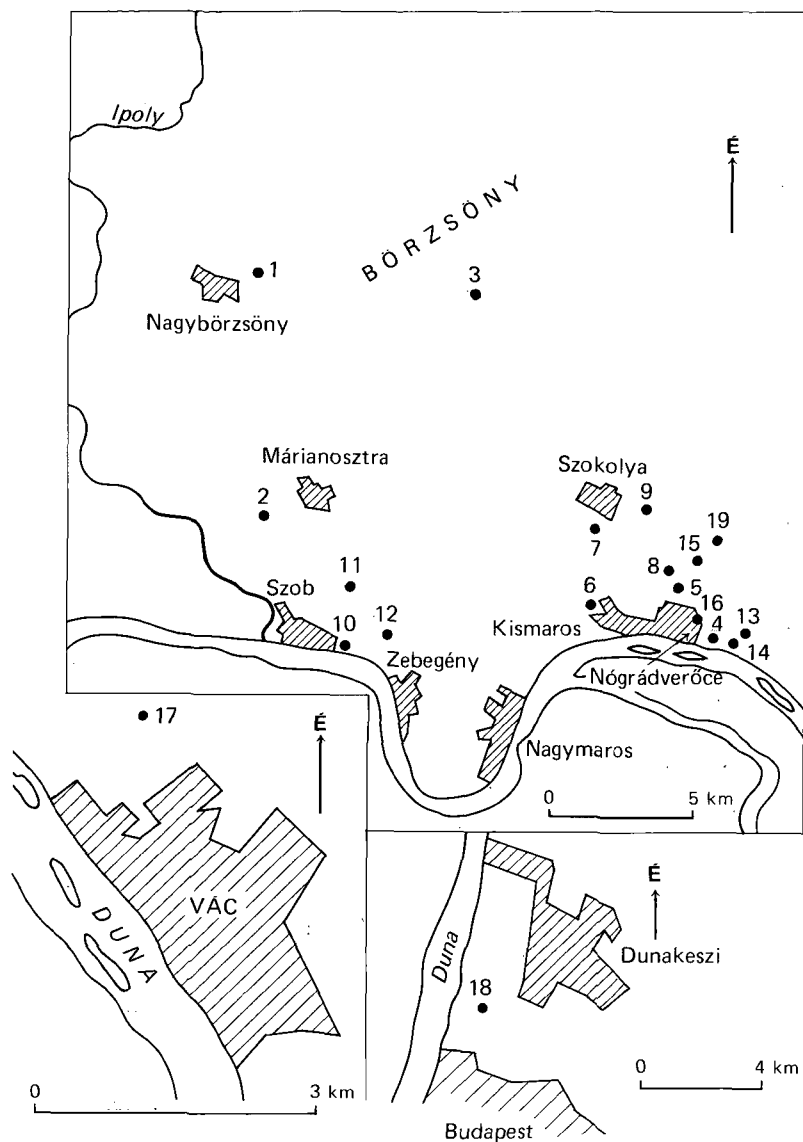 Ipoly
É
BÖRZSÖNY
1
3
Nagybörzsöny
Márianosztra
Szokolya
2
9
7
19
15
11
8
Szob
6
5
16
10
12
Kismaros
4
13
Zebegény
14
Nógrádverőce
17
É
Nagymaros
0 5 km
VÁC
É
DUNA
Duna
Dunakeszi
18
0 3 km
0 4 km
Budapest